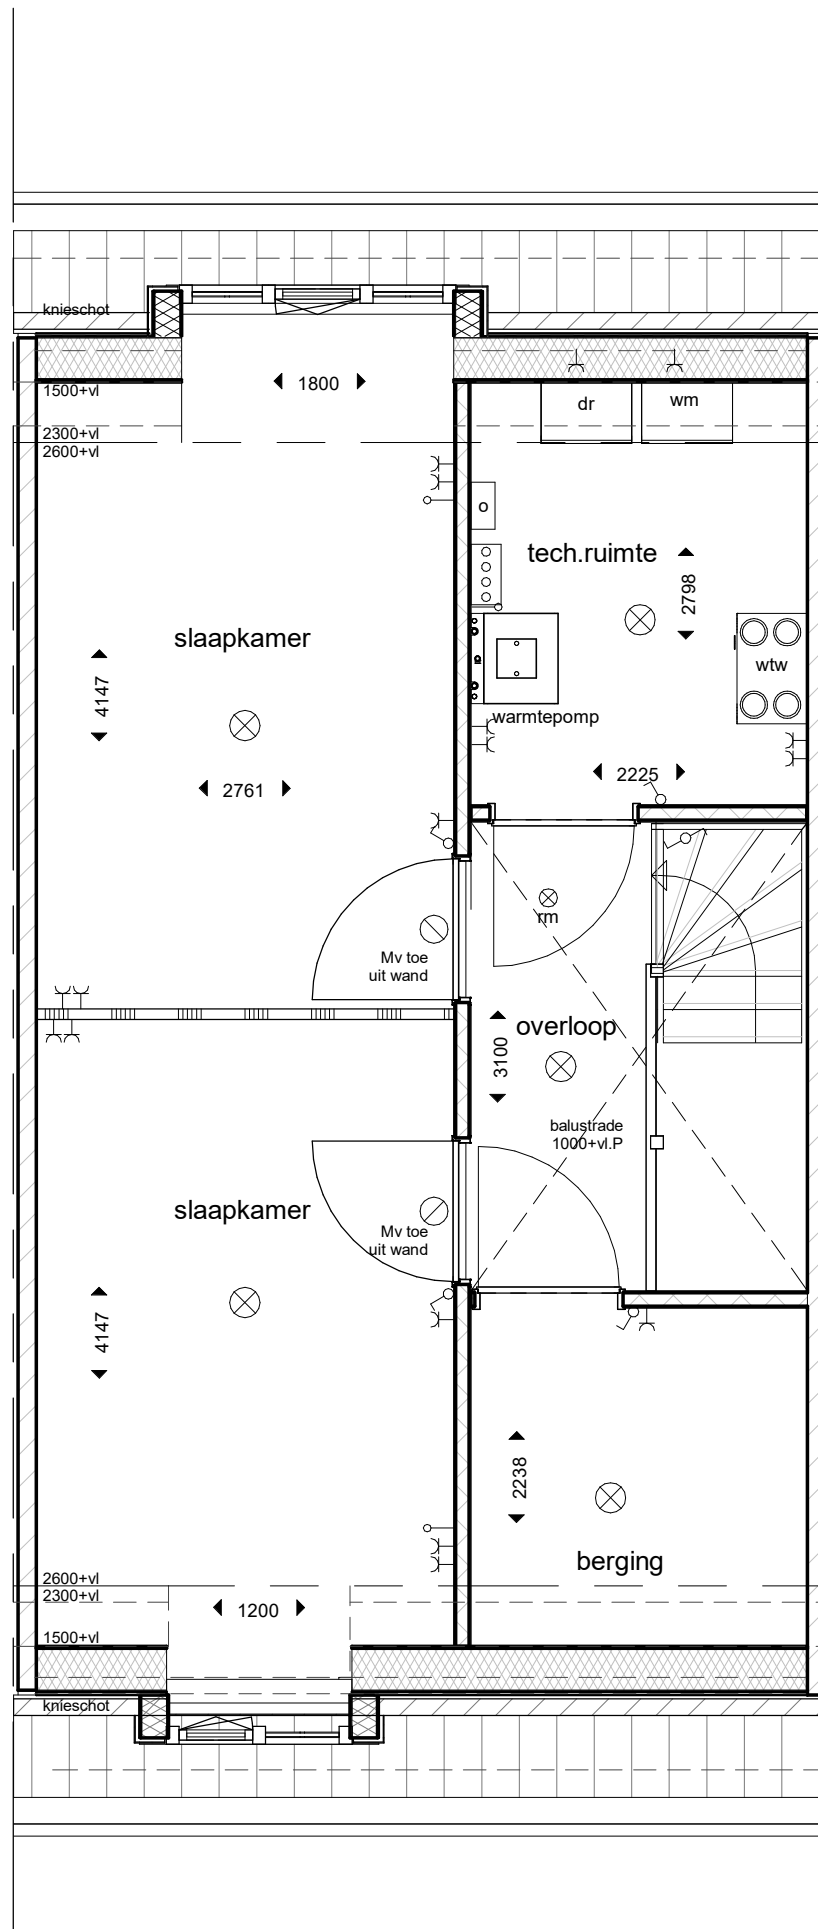 knieschot
1500+vl
1800
dr
wm
2300+vl
2600+vl
o
tech.ruimte
2798
slaapkamer
4147
wtw
warmtepomp
2761
2225
rm
Mv toe
uit wand
overloop
3100
balustrade
1000+vl.P
slaapkamer
Mv toe
uit wand
4147
2238
berging
2600+vl
2300+vl
1200
1500+vl
knieschot